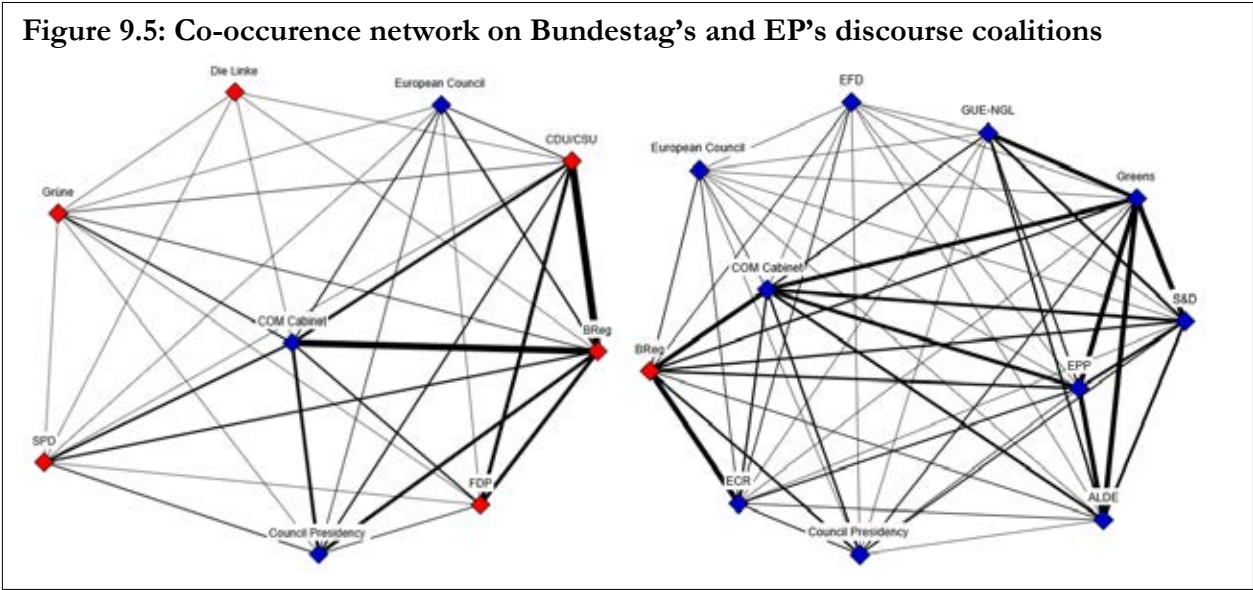 Figure 9.5: Co-occurence network on Bundestag's and EP's discourse coalitions
Die Linke
European Council
CDU/CSU
Grüne
COM Cabinet
BReg
SPD
FDP
Council Presidency
EFD
GUE-NGL
European Council
Greens
COM Cabinet
S&D
BReg
EPP
ECR
ALDE
Council Presidency